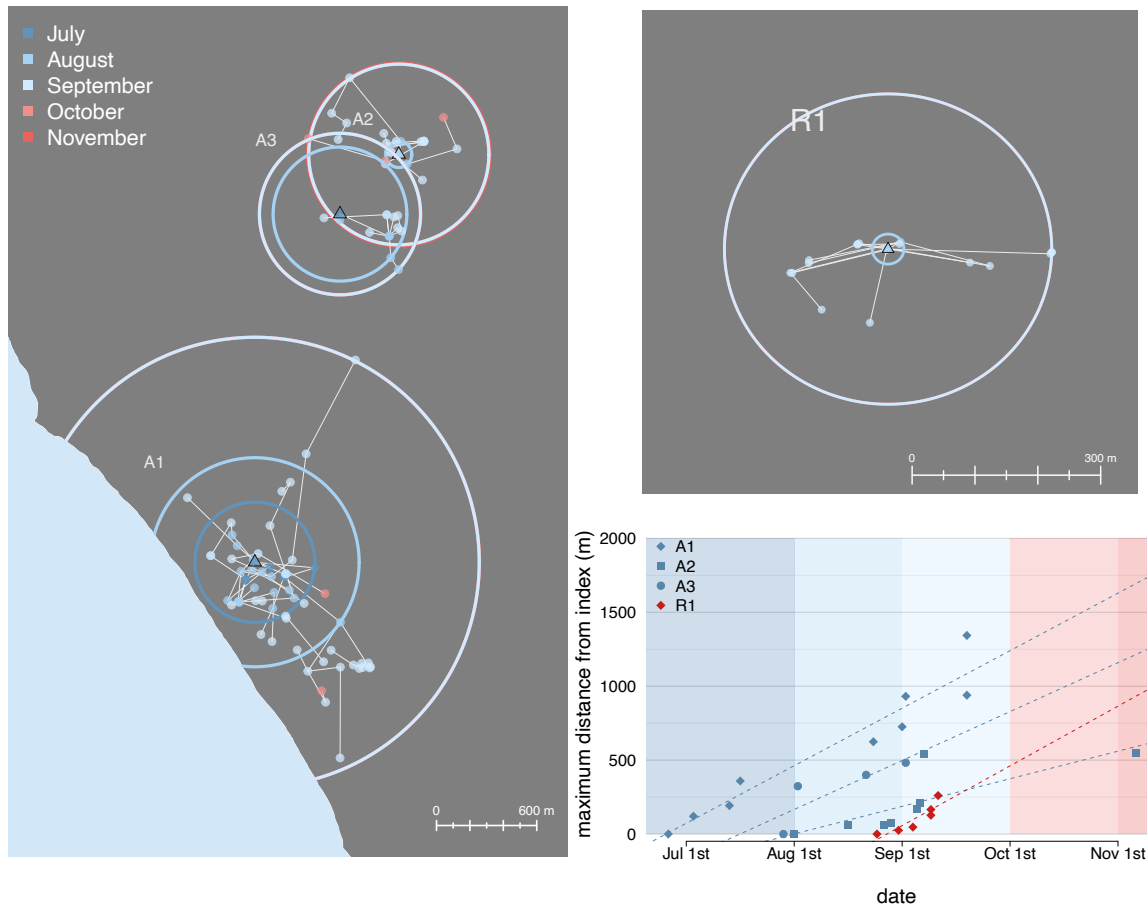 July
August
September
October
November
A2
A3
A1
0
600 m
R1
0
300 m
maximum distance from index (m)
2000
1500
1000
500
0
A1
A2
A3
R1
Jul 1st
Aug 1st
Sep 1st
Oct 1st
Nov 1st
date